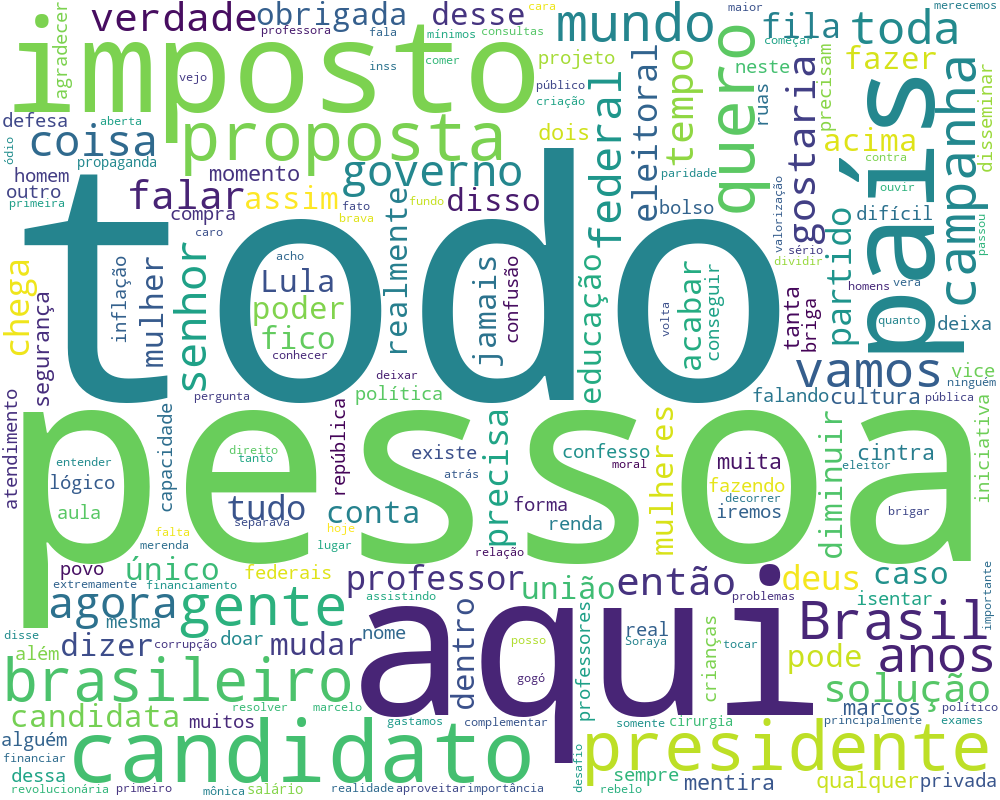 verdade
obrigada
desse
mundo
fila
toda
merecemos
maior
cara
professora
fala
mínimos
consultas
agradecer
imposto
vejo
inss
comer
projeto
público
criação
neste
começar
fazer
ruas
precisam
disseminar
defesa
aberta
coisa
ódio
propaganda
proposta
dois
tempo
federal
eleitoral
quero
gostaria
acima
contra
país
campanha
homem
outro
primeira
momento
falar
governo
assim
disso
compra
fato
brava
fundo
caro
realmente
paridade
bolso
valorização
sério
dividir
ouvir
passou
difícil
partido
todo
acho
Lula
poder
fico
conhecer
jamais
confusão
educação
acabar
conseguir
volta
tanta
briga
homens
vera
quanto
deixa
chega
segurança
inflação
mulher
senhor
pergunta
deixar
política
vamos
vice
ninguém
falando
cultura
pública
pessoa
atendimento
capacidade
entender
lógico
aula
direito
tanto
tudo
separava
república
existe
atrás
conta
precisa
confesso
moral
forma
renda
mulheres
muita
fazendo
decorrer
iremos
diminuir
cintra
eleitor
brigar
iniciativa
falta
merenda
hoje
lugar
relação
povo
único
federais
extremamente
financiamento
professor
assistindo
união
então
problemas
deus
caso
isentar
importante
agora
mesma
gente
aqui
Brasil
disse
dizer
corrupção
doar
mudar
nome
dentro
posso
gogó
professores
real
Soraya
crianças
tocar
pode
anos
além
brasileiro
resolver
marcelo
solução
candidata
muitos
gastamos
complementar
somente
cirurgia
marcos
político
principalmente
exames
alguém
financiar
candidato
presidente
dessa
desafio
rebelo
sempre
mentira
qualquer
privada
revolucionária
primeiro
mônica
salário
realidade
aproveitar
importância